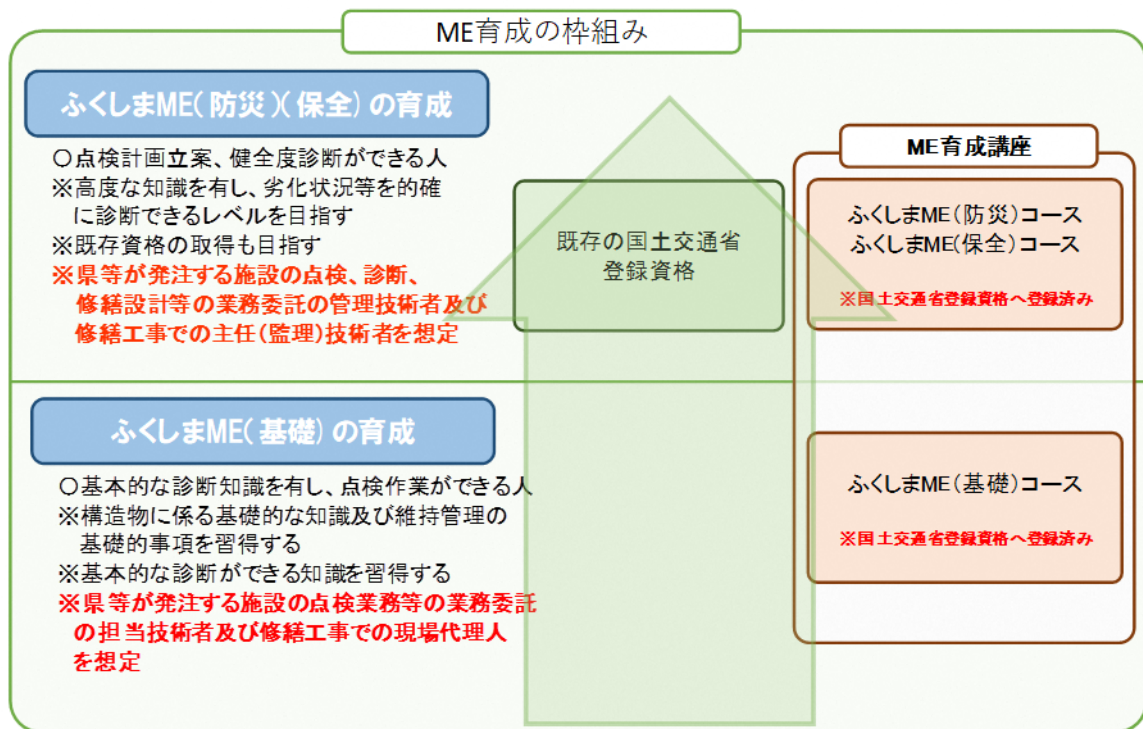 ME育成の枠組み
ふくしまME(防災)(保全)の育成
○点検計画立案、健全度診断ができる人
※高度な知識を有し、劣化状況等を的確
に診断できるレベルを目指す
※既存資格の取得も目指す
※県等が発注する施設の点検、診断、
修繕設計等の業務委託の管理技術者及び
修繕工事での主任(監理)技術者を想定
既存の国土交通省
登録資格
ME育成講座
ふくしまME(防災)コース
ふくしまME(保全)コース
※国土交通省登録資格へ登録済み
ふくしまME(基礎)の育成
○基本的な診断知識を有し、点検作業ができる人
※構造物に係る基礎的な知識及び維持管理の
基礎的事項を習得する
※基本的な診断ができる知識を習得する
※県等が発注する施設の点検業務等の業務委託
の担当技術者及び修繕工事での現場代理人
を想定
ふくしまME(基礎)コース
※国土交通省登録資格へ登録済み